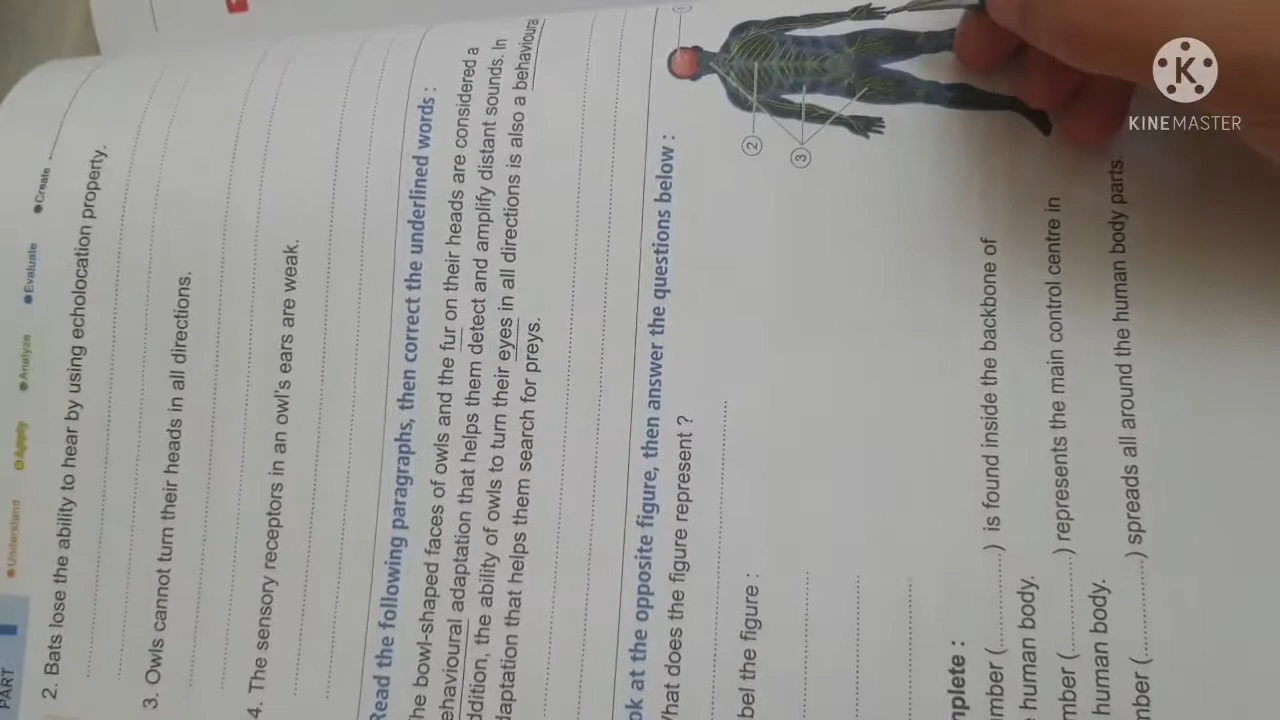 PART
Understand Apply Analyze Evaluate Create
2. Bats lose the ability to hear by using echolocation property.
3. Owls cannot turn their heads in all directions.
4. The sensory receptors in an owl's ears are weak.
Read the following paragraphs, then correct the underlined words :
he bowl-shaped faces of owls and the fur on their heads are considered a
ehavioural adaptation that helps them detect and amplify distant sounds. In
ddition, the ability of owls to turn their eyes in all directions is also a behavioural
daptation that helps them search for preys.
ok at the opposite figure, then answer the questions below :
hat does the figure represent ?
bel the figure :
①
②
③
mplete :
mber (............) is found inside the backbone of
human body.
mber (............) represents the main control centre in
human body.
mber (............) spreads all around the human body parts.
K
KINEMASTER